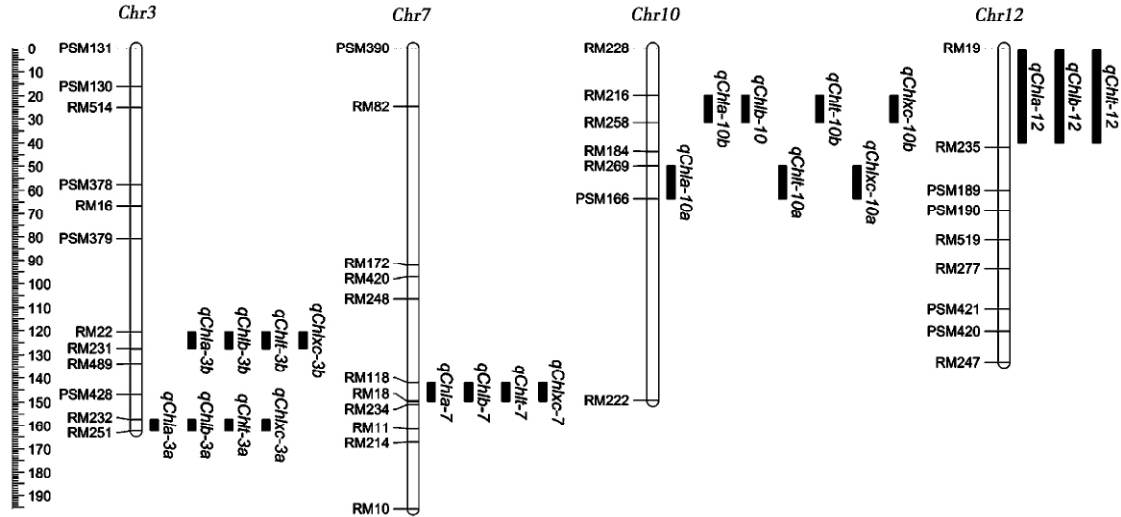 Chr3
Chr7
Chr10
Chr12
0
10
20
30
40
50
60
70
80
90
100
110
120
130
140
150
160
170
180
190
PSM131
PSM130
RM514
PSM378
RM16
PSM379
RM22
RM231
RM489
PSM428
RM232
RM251
qChla-3b
qChlb-3b
qChlt-3b
qChlxc-3b
qChia-3a
qChlb-3a
qChlt-3a
qChlxc-3a
PSM390
RM82
RM172
RM420
RM248
RM118
RM18
RM234
RM11
RM214
RM10
qChla-7
qChlb-7
qChlt-7
qChlxc-7
RM228
RM216
RM258
RM184
RM269
PSM166
RM222
qChla-10b
qChlb-10
qChlt-10b
qChlxc-10b
qChla-10a
qChlt-10a
qChlxc-10a
RM19
RM235
PSM189
PSM190
RM519
RM277
PSM421
PSM420
RM247
qChla-12
qChlb-12
qChlt-12